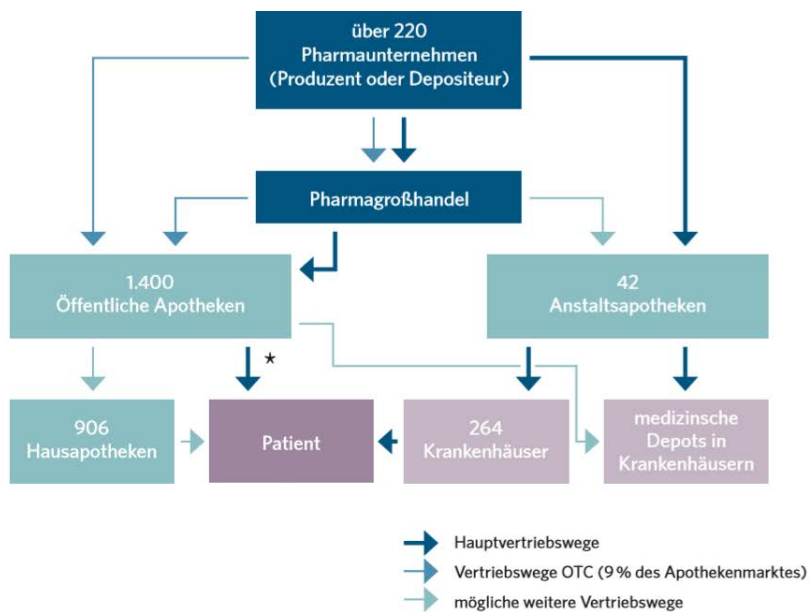 über 220
Pharmaunternehmen
(Produzent oder Depositeur)
Pharmagroßhandel
1.400
Öffentliche Apotheken
42
Anstaltsapotheken
*
906
Hausapotheken
Patient
264
Krankenhäuser
medizinsche
Depots in
Krankenhäusern
Hauptvertriebswege
Vertriebswege OTC (9 % des Apothekenmarktes)
mögliche weitere Vertriebswege